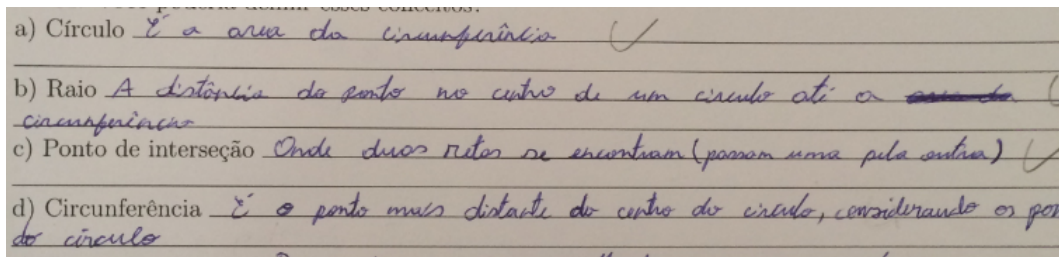 a) Círculo É a area da circunferência
b) Raio A distância do ponto no centro de um circulo até a
circunferência
c) Ponto de interseção Onde duas retas se encontram (passam uma pela outra)
d) Circunferência É o ponto mais distante do centro do circulo, considerando os
do circulo